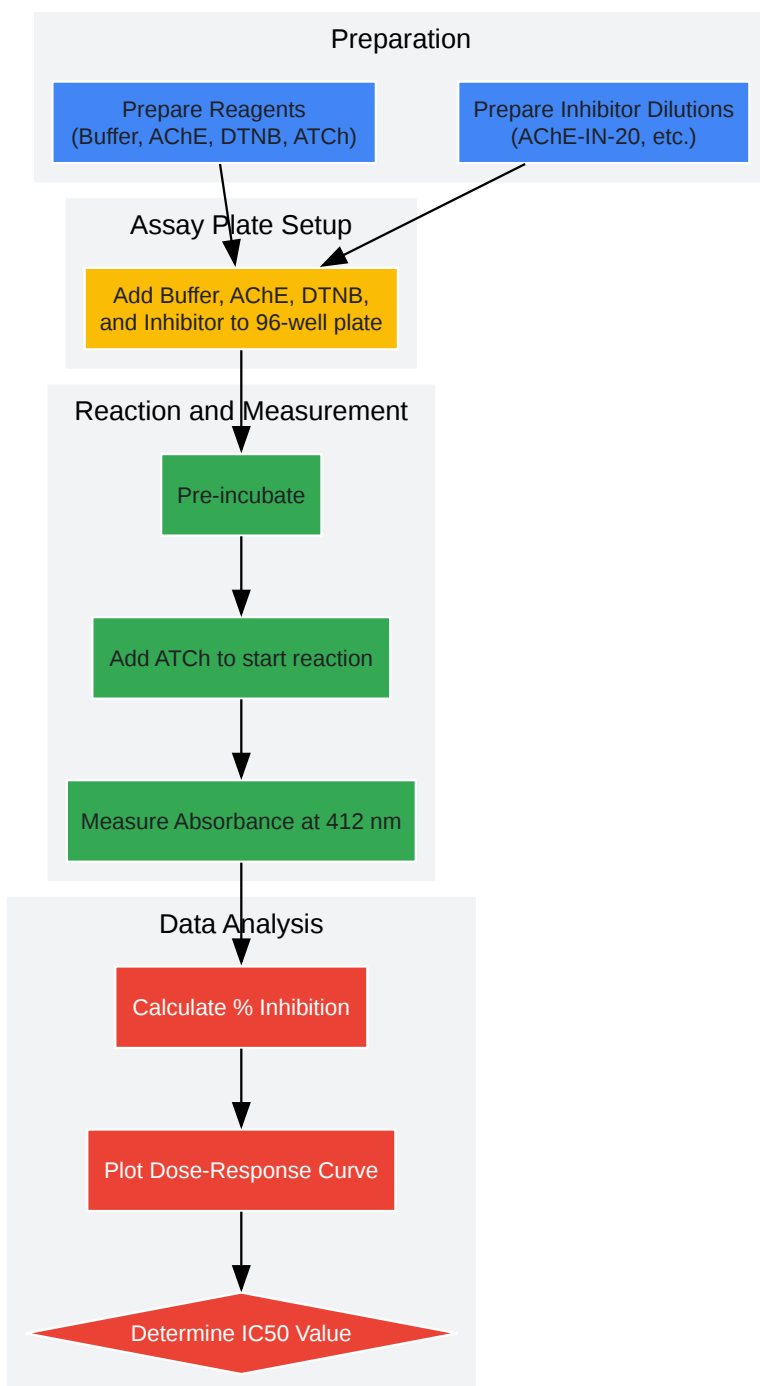 Preparation
Prepare Reagents
(Buffer, AChE, DTNB, ATCh)
Prepare Inhibitor Dilutions
(AChE-IN-20, etc.)
Assay Plate Setup
Add Buffer, AChE, DTNB,
and Inhibitor to 96-well plate
Reaction and Measurement
Pre-incubate
Add ATCh to start reaction
Measure Absorbance at 412 nm
Data Analysis
Calculate % Inhibition
Plot Dose-Response Curve
Determine IC50 Value